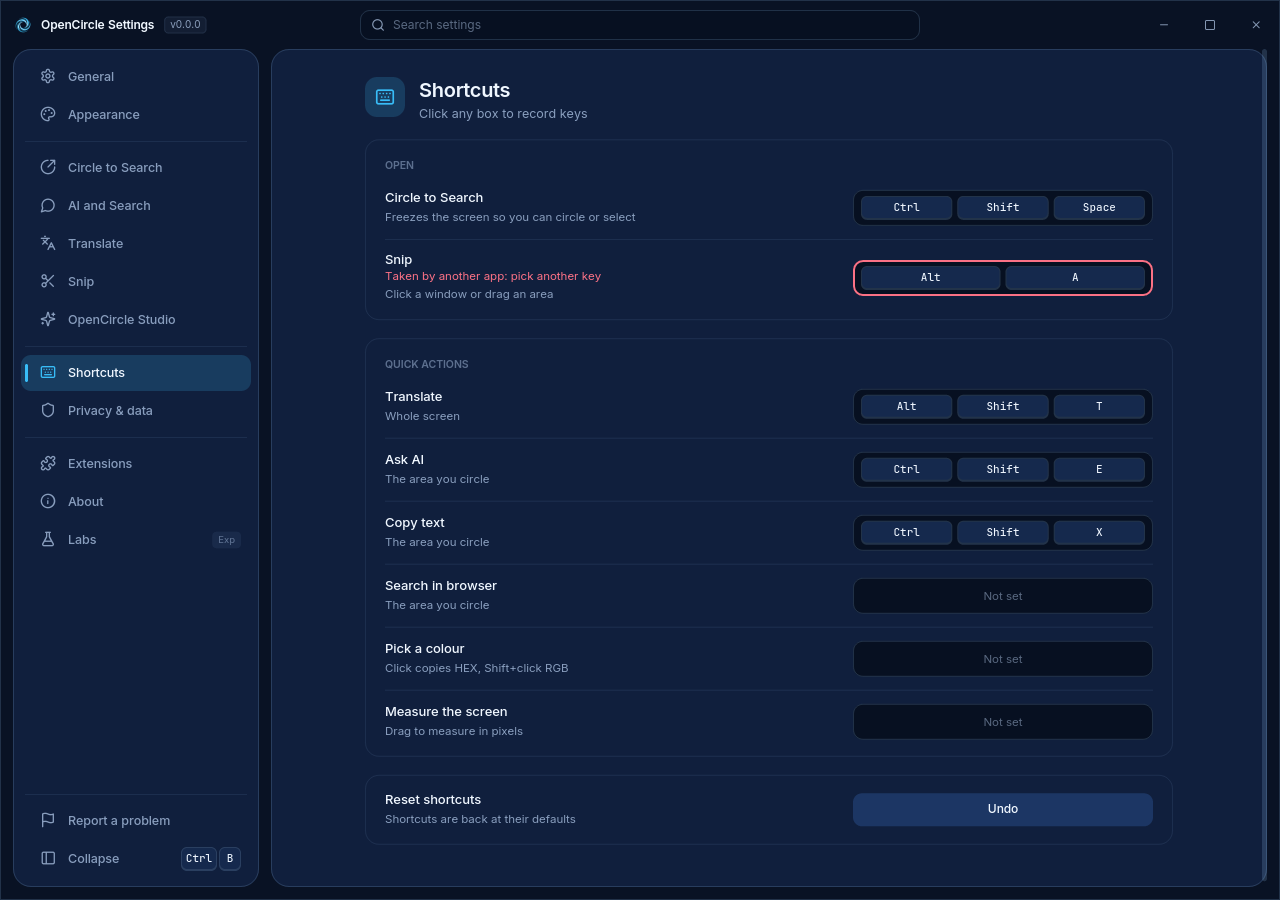 OpenCircle Settings v0.0.0
Search settings
General
Appearance
Circle to Search
AI and Search
Translate
Snip
OpenCircle Studio
Shortcuts
Privacy & data
Extensions
About
Labs Exp
Report a problem
Collapse Ctrl B
Shortcuts
Click any box to record keys
OPEN
Circle to Search
Freezes the screen so you can circle or select
Ctrl Shift Space
Snip
Taken by another app: pick another key
Click a window or drag an area
Alt A
QUICK ACTIONS
Translate
Whole screen
Alt Shift T
Ask AI
The area you circle
Ctrl Shift E
Copy text
The area you circle
Ctrl Shift X
Search in browser
The area you circle
Not set
Pick a colour
Click copies HEX, Shift+click RGB
Not set
Measure the screen
Drag to measure in pixels
Not set
Reset shortcuts
Shortcuts are back at their defaults
Undo